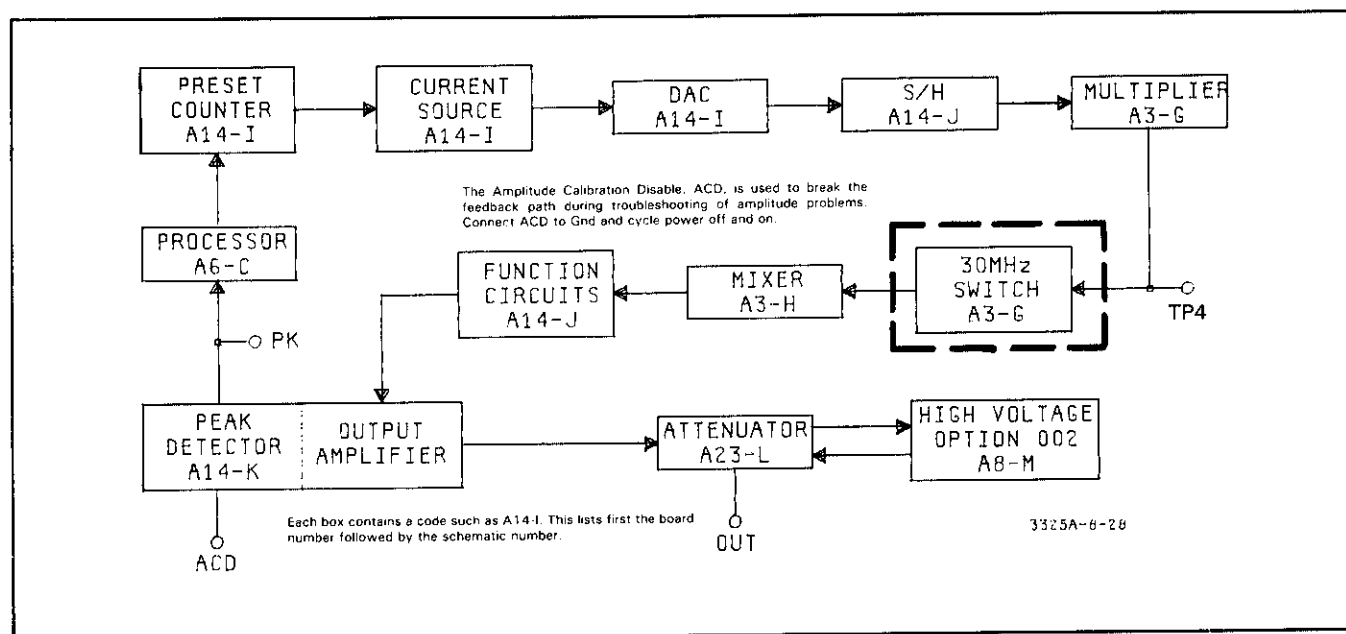 PRESET
COUNTER
A14-I
CURRENT
SOURCE
A14-I
DAC
A14-I
S/H
A14-J
MULTIPLIER
A3-G
The Amplitude Calibration Disable, ACD, is used to break the
feedback path during troubleshooting of amplitude problems.
Connect ACD to Gnd and cycle power off and on.
PROCESSOR
A6-C
FUNCTION
CIRCUITS
A14-J
MIXER
A3-H
30MHz
SWITCH
A3-G
TP4
PK
PEAK
DETECTOR
A14-K
OUTPUT
AMPLIFIER
ATTENUATOR
A23-L
HIGH VOLTAGE
OPTION 002
A8-M
Each box contains a code such as A14-I. This lists first the board
number followed by the schematic number.
ACD
OUT
3325A-8-28